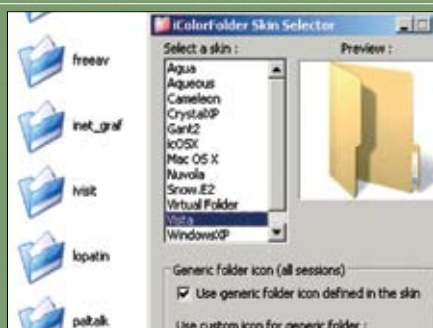 freeav
inet_graf
ivisit
lopatin
paltalk
iColorFolder Skin Selector
Select a skin :
Agua
Aqueous
Cameleon
CrystalXP
Gant2
icOSX
Mac OS X
Nuvola
Snow.E2
Virtual Folder
Vista
WindowsXP
Preview :
Generic folder icon (all sessions)
Use generic folder icon defined in the skin
Use custom icon for generic folder :